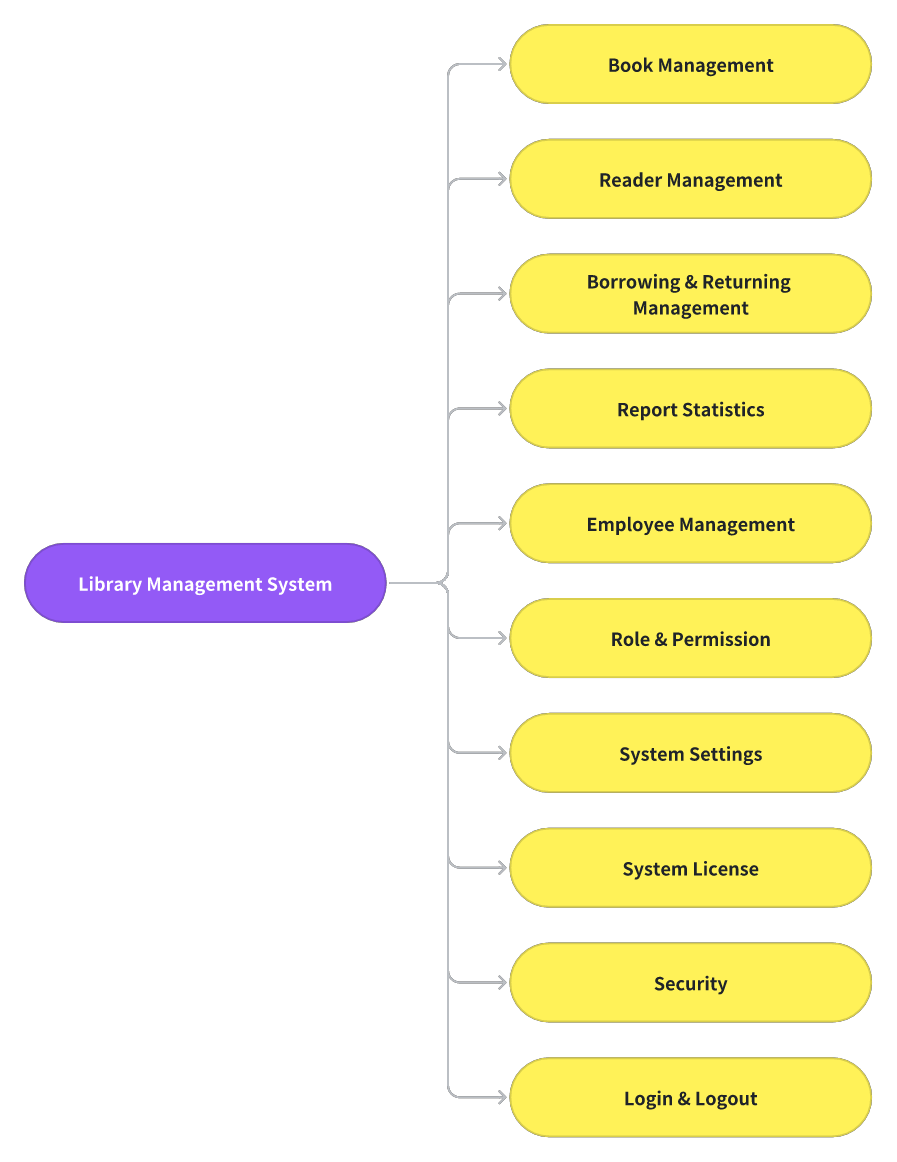 Book Management
Reader Management
Borrowing & Returning
Management
Report Statistics
Employee Management
Library Management System
Role & Permission
System Settings
System License
Security
Login & Logout